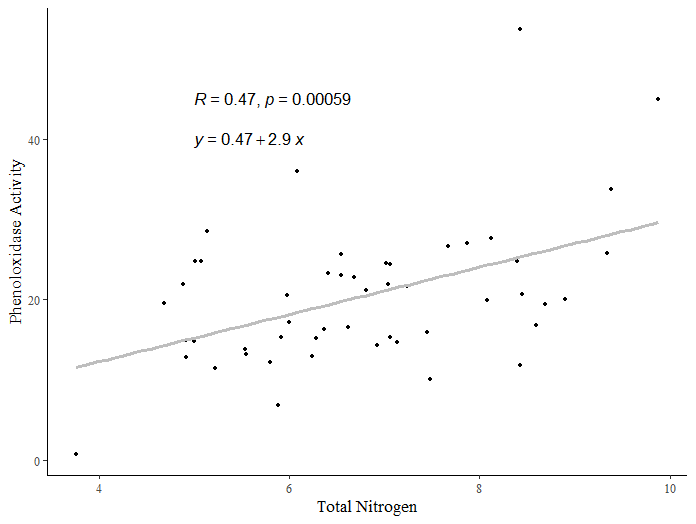 R = 0.47, p = 0.00059
y = 0.47 + 2.9 x
40
20
0
Phenoloxidase Activity
4
6
8
10
Total Nitrogen